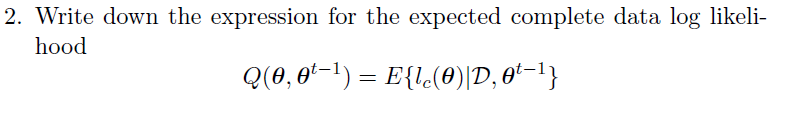 2. Write down the expression for the expected complete data log likeli-
hood
Q(θ, θ^{t−1}) = E{l_c(θ)|𝒟, θ^{t−1}}